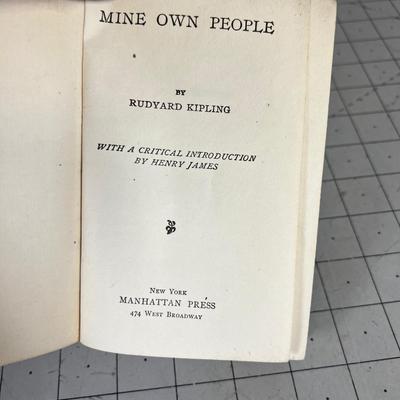 MINE OWN PEOPLE
BY
RUDYARD KIPLING
WITH A CRITICAL INTRODUCTION
BY HENRY JAMES
NEW YORK
MANHATTAN PRESS
474 WEST BROADWAY